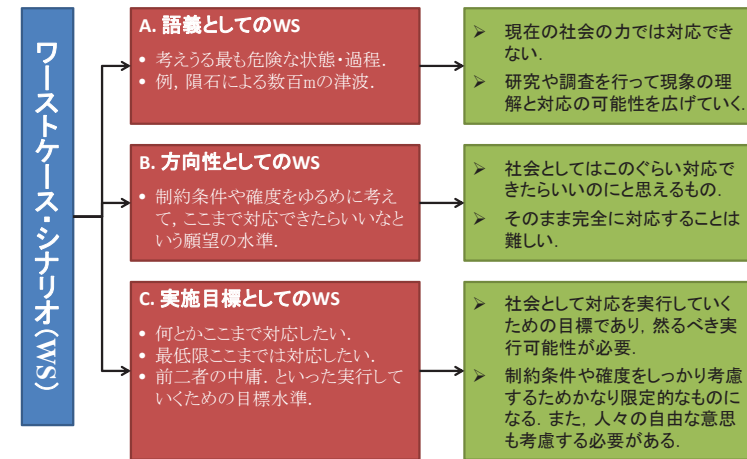 ワーストケース・シナリオ(WS)
A. 語義としてのWS
• 考えうる最も危険な状態・過程.
• 例, 隕石による数百mの津波.
➢ 現在の社会の力では対応でき
ない.
➢ 研究や調査を行って現象の理
解と対応の可能性を広げていく.
B. 方向性としてのWS
• 制約条件や確度をゆるめに考え
て, ここまで対応できたらいいなと
いう願望の水準.
➢ 社会としてはこのぐらい対応で
きたらいいのにと思えるもの.
➢ そのまま完全に対応することは
難しい.
C. 実施目標としてのWS
• 何とかここまで対応したい.
• 最低限ここまでは対応したい.
• 前二者の中庸. といった実行して
いくための目標水準.
➢ 社会として対応を実行していく
ための目標であり, 然るべき実
行可能性が必要.
➢ 制約条件や確度をしっかり考慮
するためかなり限定的なものに
なる. また, 人々の自由な意思
も考慮する必要がある.